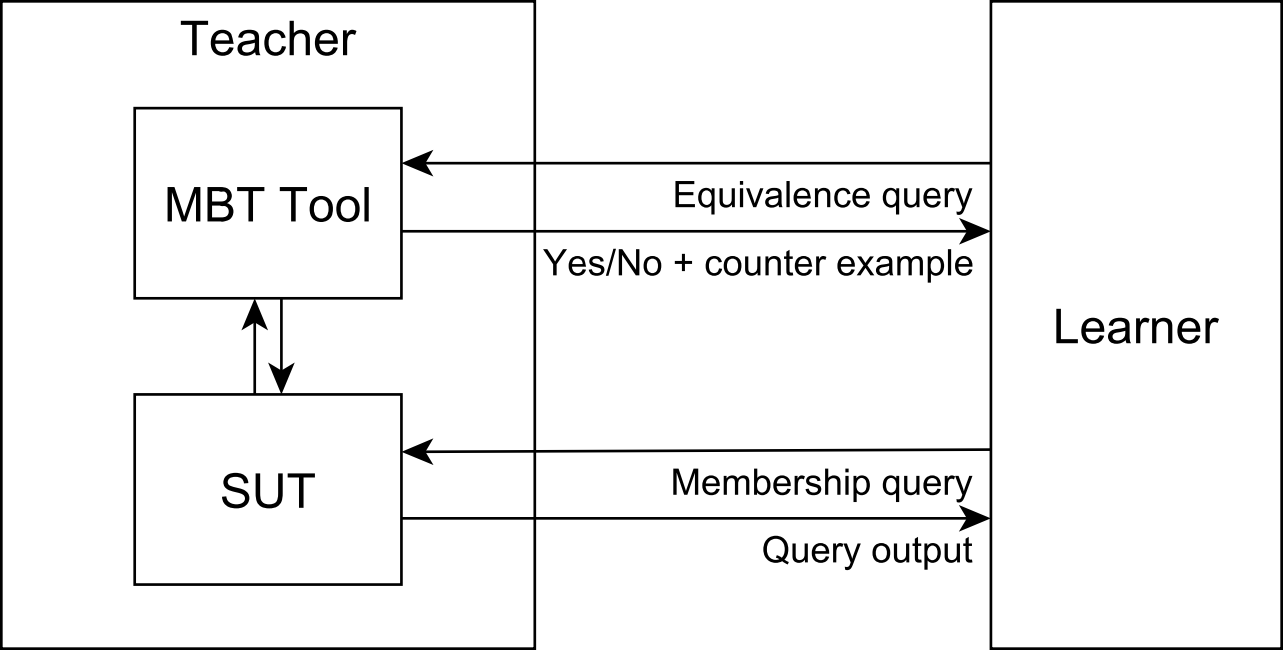 Teacher
MBT Tool
Equivalence query
Yes/No + counter example
Learner
SUT
Membership query
Query output